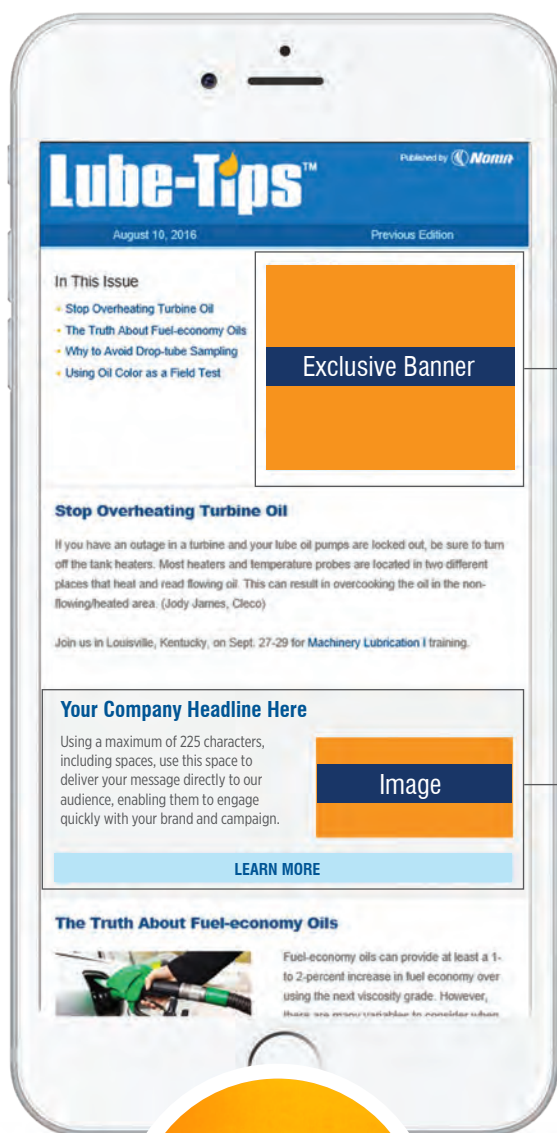 Lube-Tips™
Published by Noria
August 10, 2016
Previous Edition
In This Issue
• Stop Overheating Turbine Oil
• The Truth About Fuel-economy Oils
• Why to Avoid Drop-tube Sampling
• Using Oil Color as a Field Test
Exclusive Banner
Stop Overheating Turbine Oil
If you have an outage in a turbine and your lube oil pumps are locked out, be sure to turn
off the tank heaters. Most heaters and temperature probes are located in two different
places that heat and read flowing oil. This can result in overcooking the oil in the non-
flowing/heated area. (Jody James, Cleco)
Join us in Louisville, Kentucky, on Sept. 27-29 for Machinery Lubrication I training.
Your Company Headline Here
Using a maximum of 225 characters,
including spaces, use this space to
deliver your message directly to our
audience, enabling them to engage
quickly with your brand and campaign.
Image
LEARN MORE
The Truth About Fuel-economy Oils
Fuel-economy oils can provide at least a 1-
to 2-percent increase in fuel economy over
using the next viscosity grade. However,
there are many variables to consider when